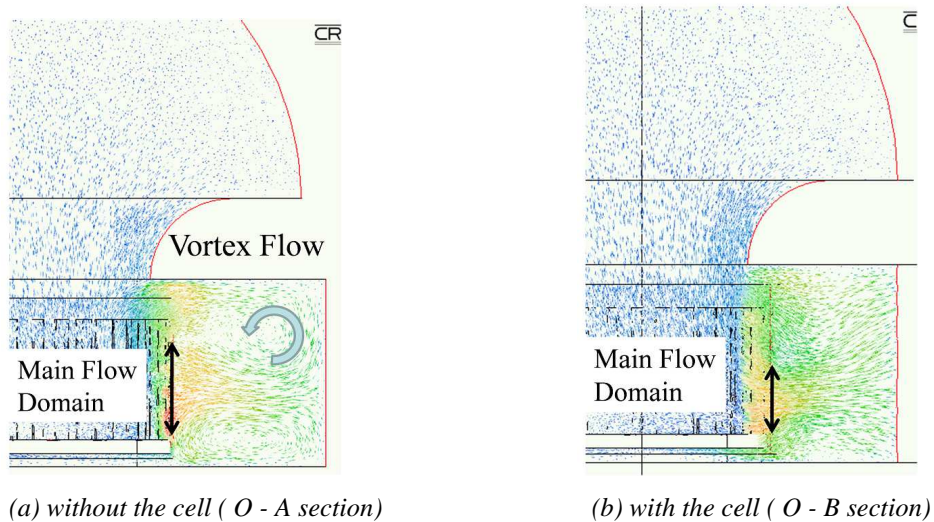 CR
C
Vortex Flow
Main Flow
Domain
Main Flow
Domain
(a) without the cell ( O - A section)
(b) with the cell ( O - B section)